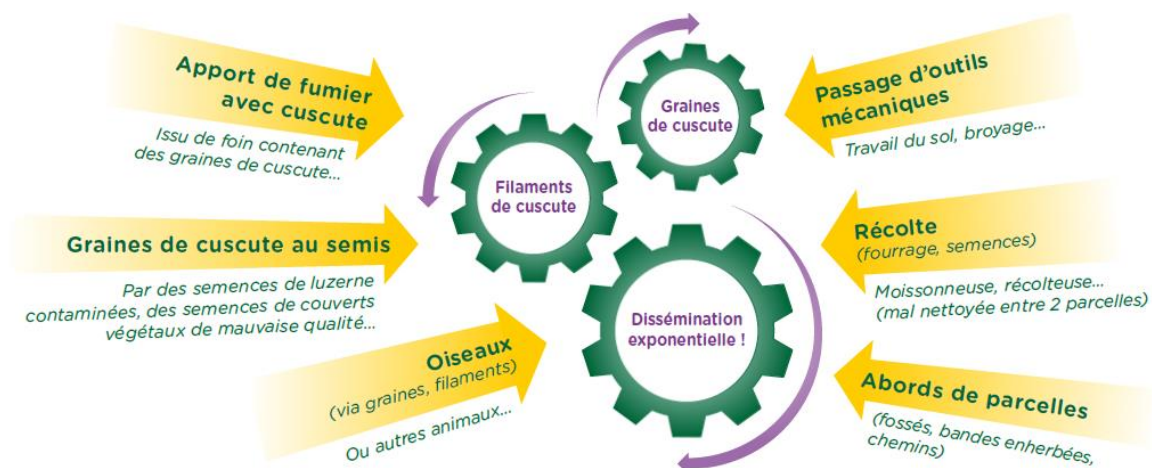 Apport de fumier
avec cuscute
Issu de foin contenant
des graines de cuscute...
Graines de cuscute au semis
Par des semences de luzerne
contaminées, des semences de couverts
végétaux de mauvaise qualité...
Oiseaux
(via graines, filaments)
Ou autres animaux...
Filaments
de cuscute
Graines
de cuscute
Dissémination
exponentielle !
Passage d'outils
mécaniques
Travail du sol, broyage...
Récolte
(fourrage, semences)
Moissonneuse, récolteuse...
(mal nettoyée entre 2 parcelles)
Abords de parcelles
(fossés, bandes enherbées,
chemins)